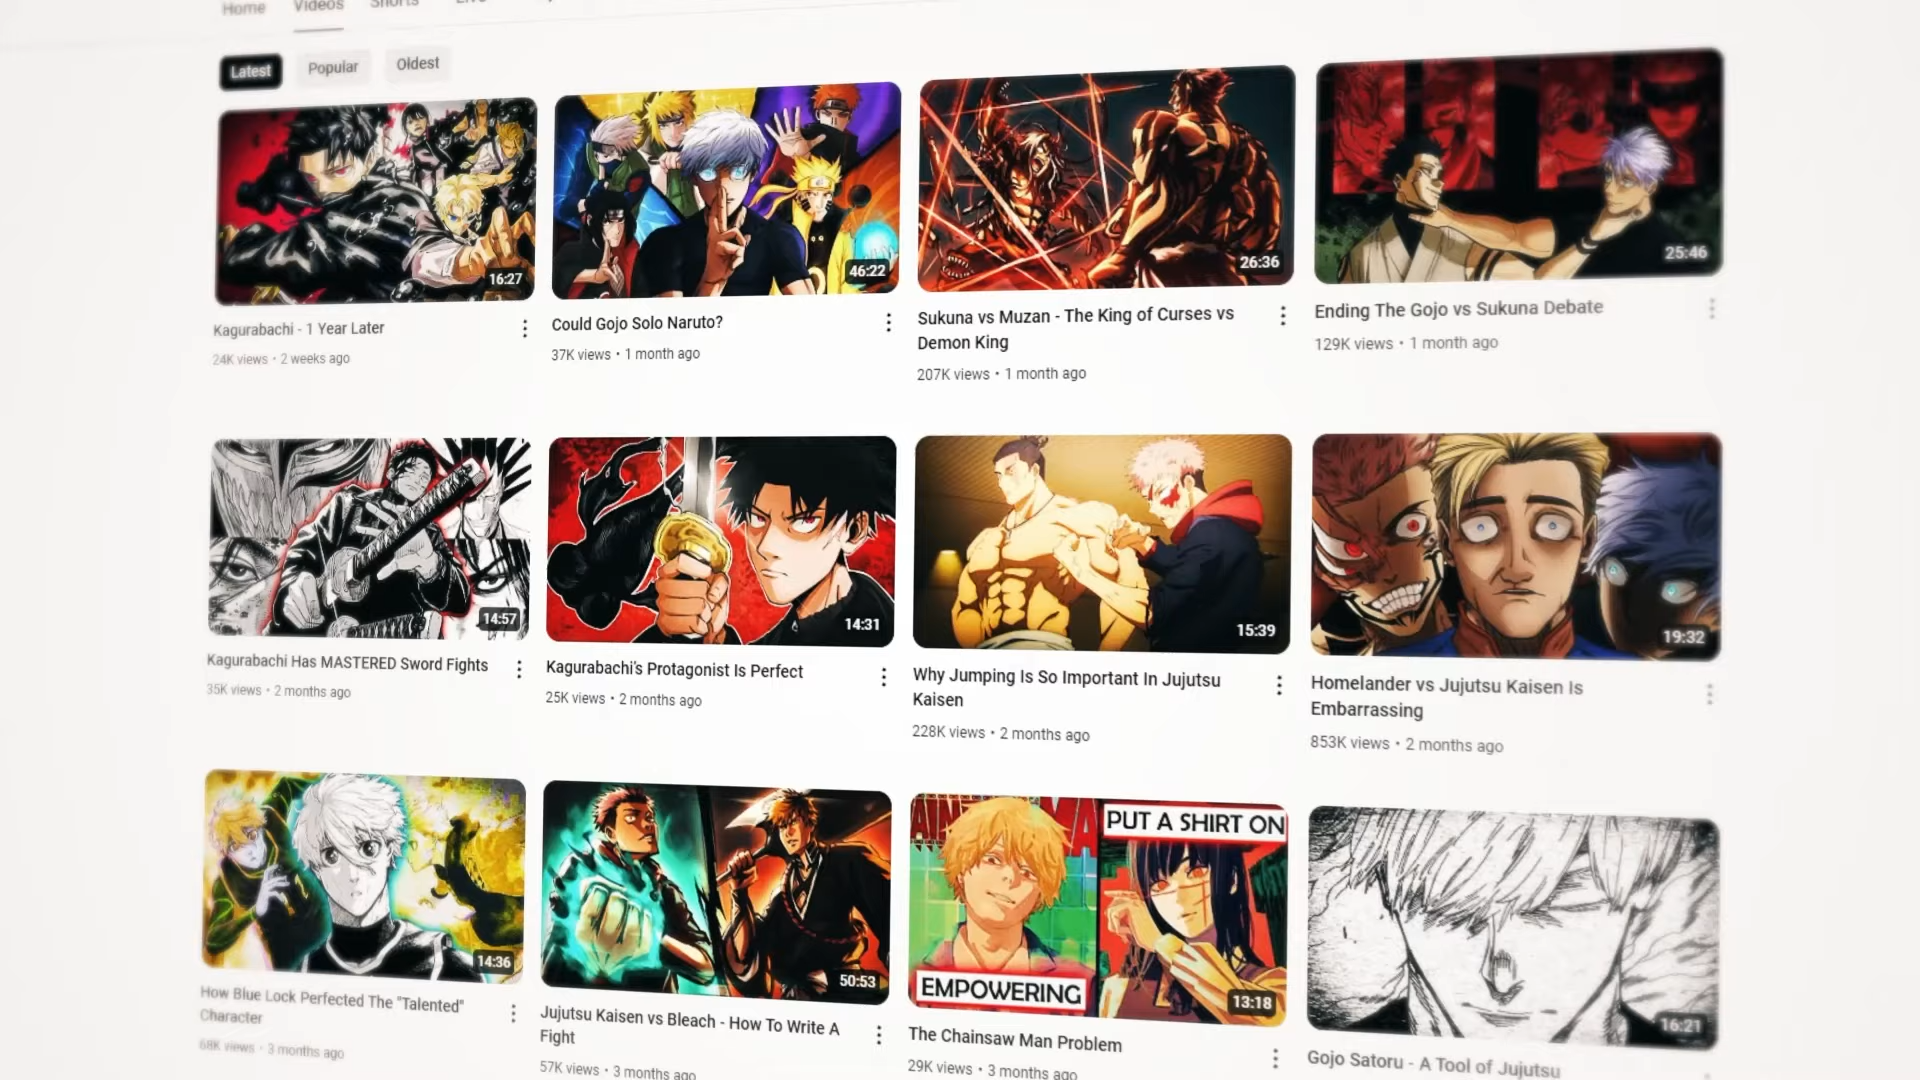 Home Videos Shorts
Latest Popular Oldest
16:27
46:22
26:36
25:46
Kagurabachi - 1 Year Later
24K views • 2 weeks ago
Could Gojo Solo Naruto?
37K views • 1 month ago
Sukuna vs Muzan - The King of Curses vs
Demon King
207K views • 1 month ago
Ending The Gojo vs Sukuna Debate
129K views • 1 month ago
14:57
14:31
15:39
19:32
Kagurabachi Has MASTERED Sword Fights
35K views • 2 months ago
Kagurabachi's Protagonist Is Perfect
25K views • 2 months ago
Why Jumping Is So Important In Jujutsu
Kaisen
228K views • 2 months ago
Homelander vs Jujutsu Kaisen Is
Embarrassing
853K views • 2 months ago
PUT A SHIRT ON
EMPOWERING
14:36
50:53
13:18
16:21
How Blue Lock Perfected The "Talented"
Character
68K views • 3 months ago
Jujutsu Kaisen vs Bleach - How To Write A
Fight
57K views • 3 months ago
The Chainsaw Man Problem
29K views • 3 months ago
Gojo Satoru - A Tool of Jujutsu